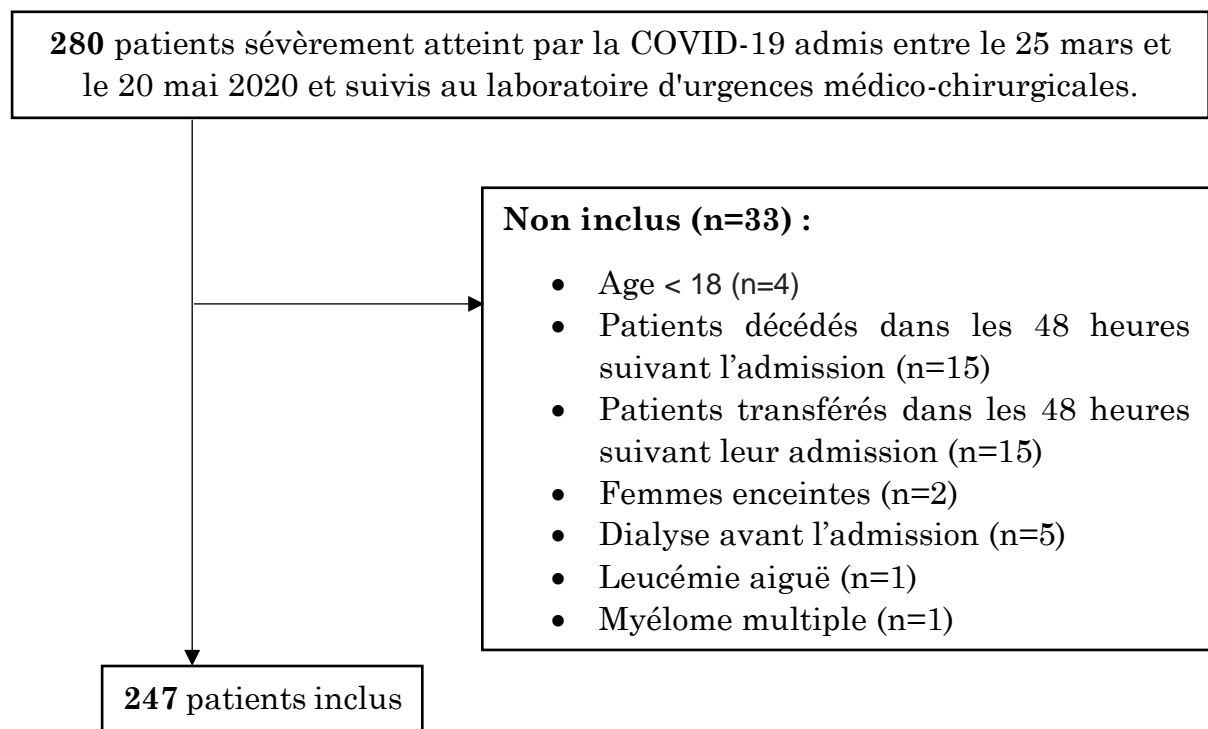 280 patients sévèrement atteint par la COVID-19 admis entre le 25 mars et
le 20 mai 2020 et suivis au laboratoire d'urgences médico-chirurgicales.
Non inclus (n=33) :
• Age < 18 (n=4)
• Patients décédés dans les 48 heures
suivant l’admission (n=15)
• Patients transférés dans les 48 heures
suivant leur admission (n=15)
• Femmes enceintes (n=2)
• Dialyse avant l’admission (n=5)
• Leucémie aiguë (n=1)
• Myélome multiple (n=1)
247 patients inclus